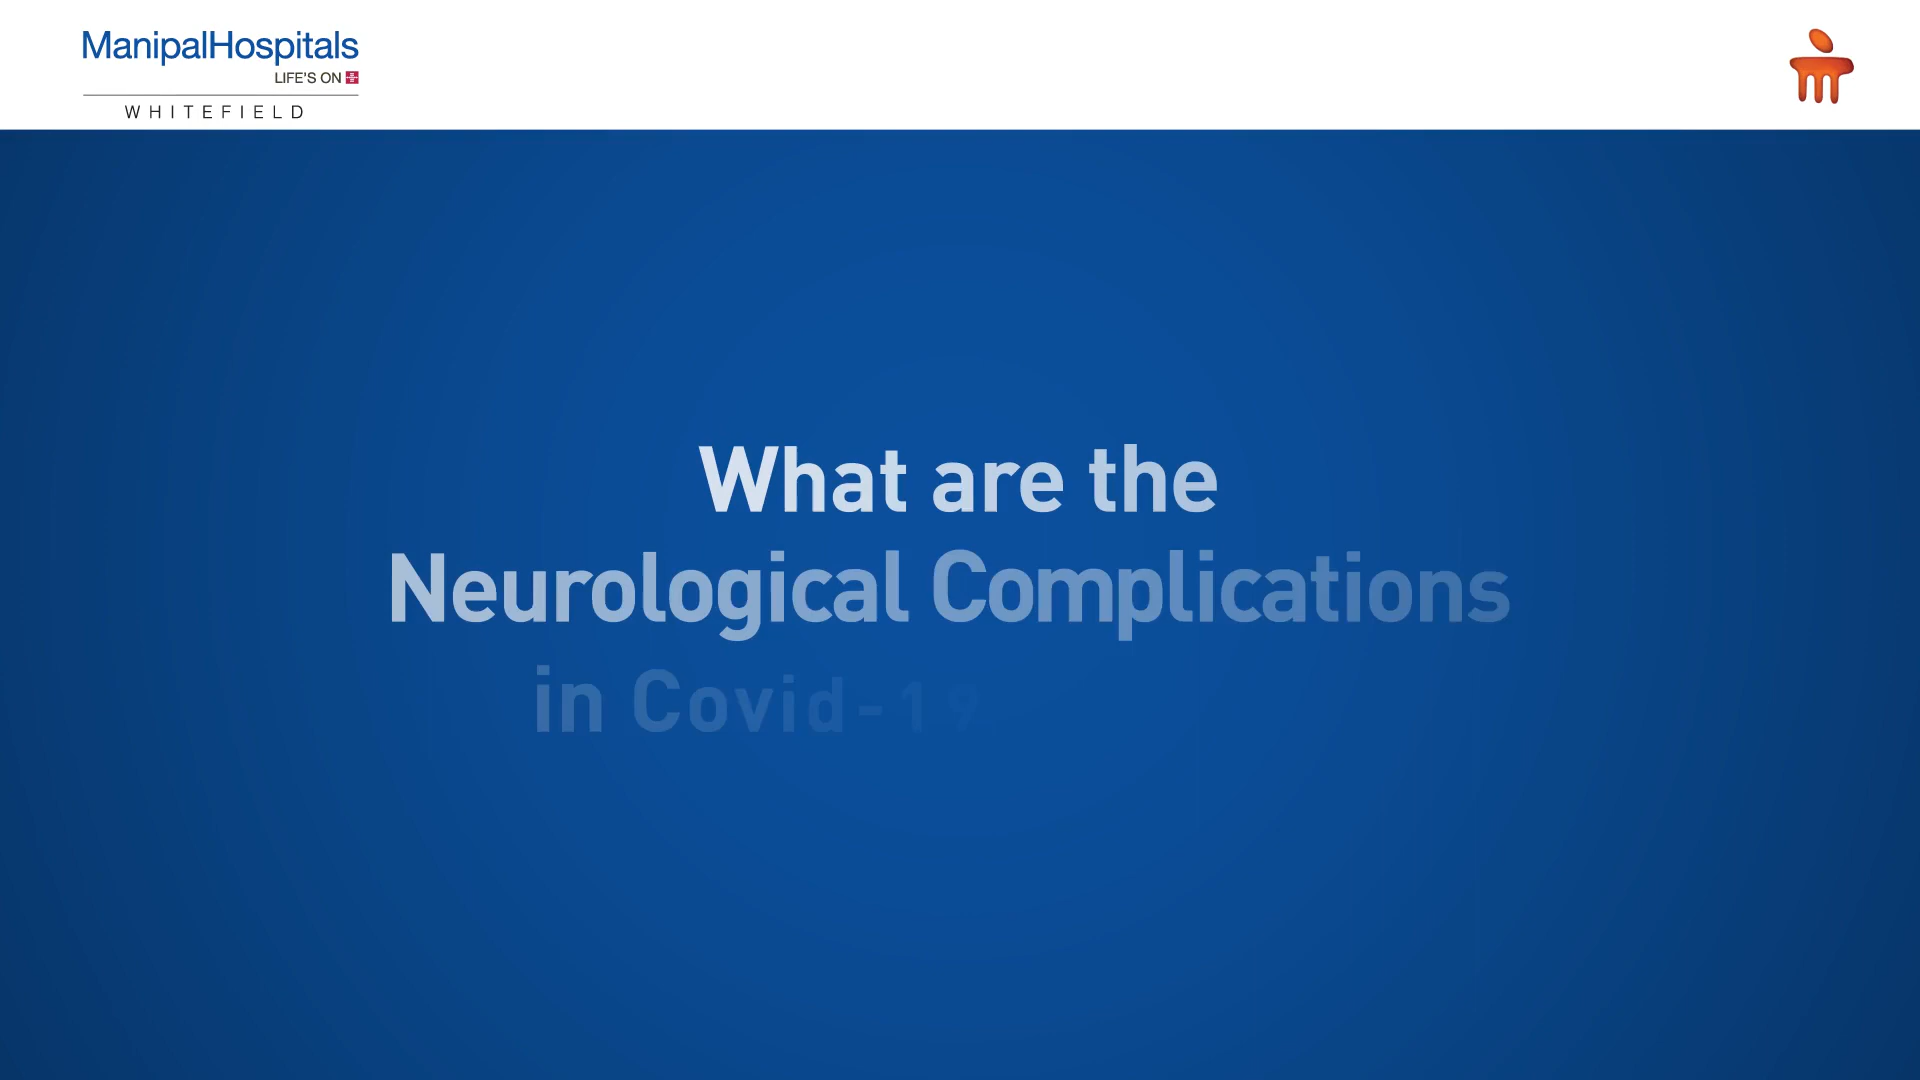 ManipalHospitals
LIFE'S ON
WHITEFIELD
What are the
Neurological Complications
in Covid-19